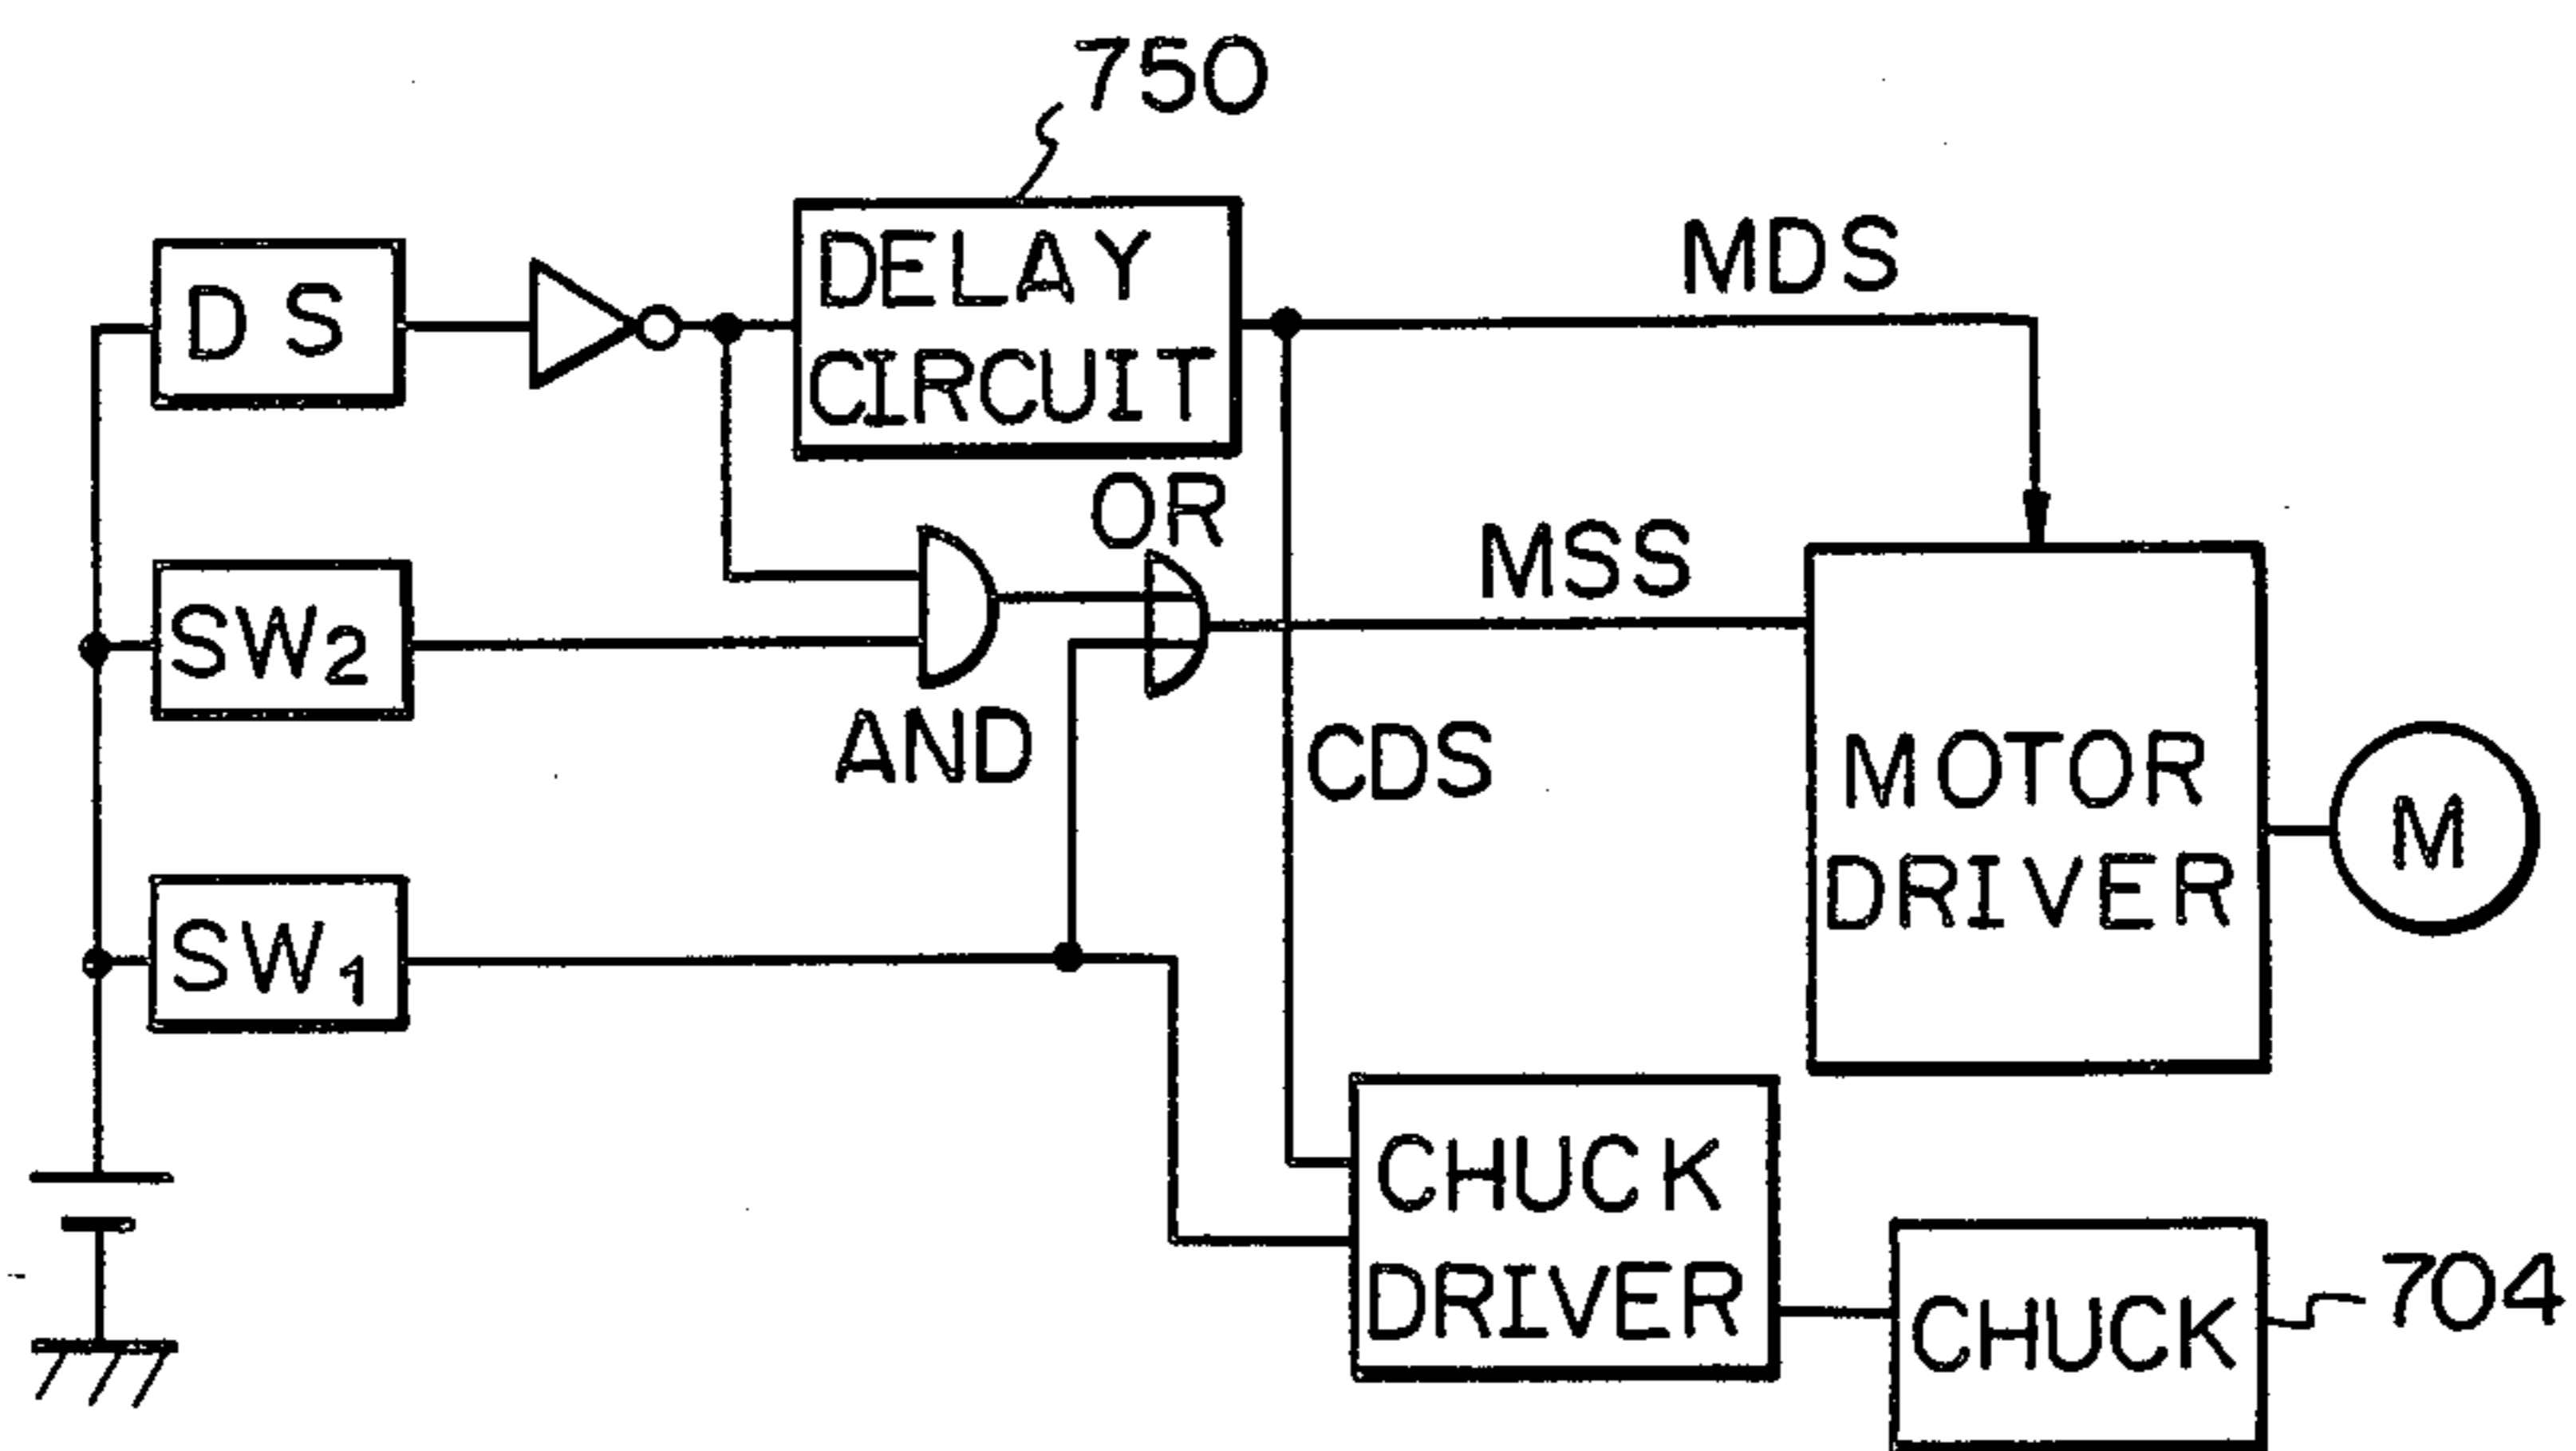 750
DS
DELAY
CIRCUIT
MDS
OR
SW2
AND
MSS
CDS
MOTOR
DRIVER
M
SW1
CHUCK
DRIVER
CHUCK
704